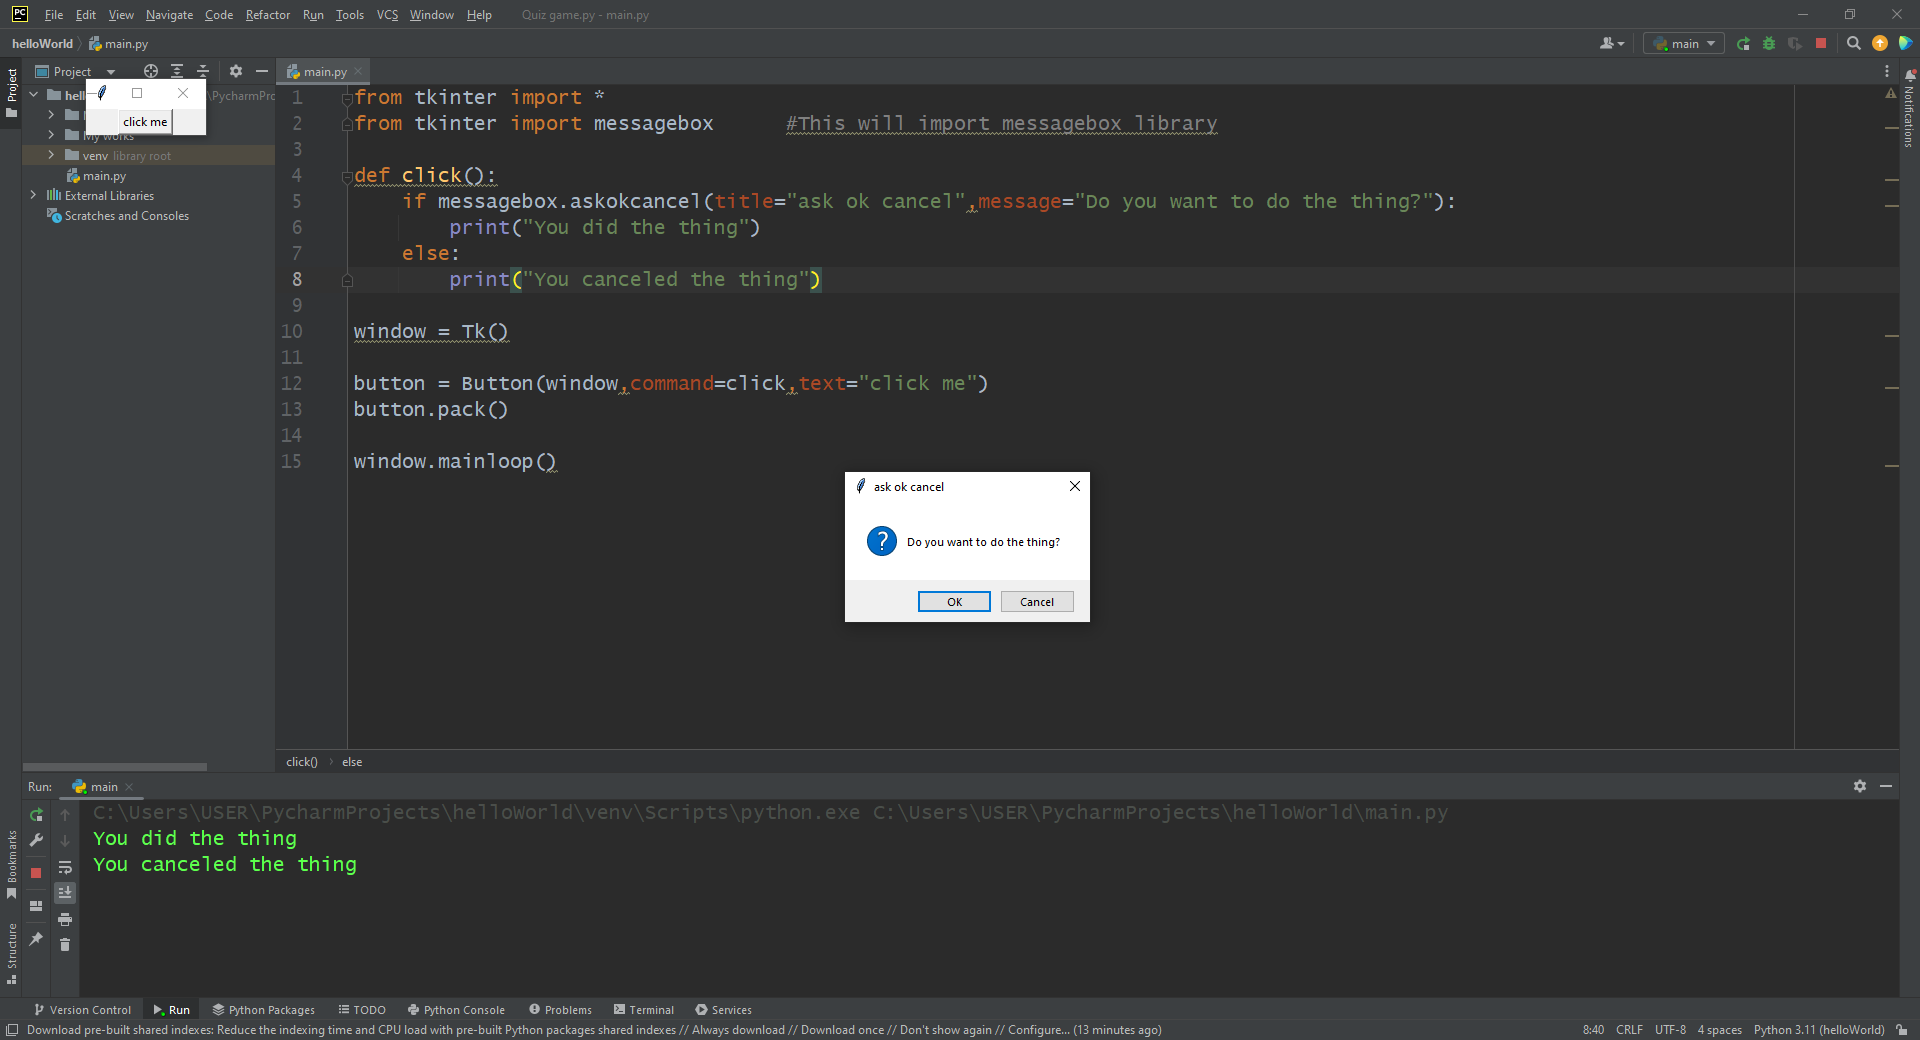 PC File Edit View Navigate Code Refactor Run Tools VCS Window Help Quiz game.py - main.py
helloWorld main.py main
Project main.py
click me
My works
venv library root
main.py
External Libraries
Scratches and Consoles
Project
Bookmarks
Structure
Notifications
1 from tkinter import *
2 from tkinter import messagebox #This will import messagebox library
3
4 def click():
5 if messagebox.askokcancel(title="ask ok cancel",message="Do you want to do the thing?"):
6 print("You did the thing")
7 else:
8 print("You canceled the thing")
9
10 window = Tk()
11
12 button = Button(window,command=click,text="click me")
13 button.pack()
14
15 window.mainloop()
ask ok cancel
? Do you want to do the thing?
OK Cancel
click() else
Run: main
C:\Users\USER\PycharmProjects\helloWorld\venv\Scripts\python.exe C:\Users\USER\PycharmProjects\helloWorld\main.py
You did the thing
You canceled the thing
Version Control Run Python Packages TODO Python Console Problems Terminal Services
Download pre-built shared indexes: Reduce the indexing time and CPU load with pre-built Python packages shared indexes // Always download // Download once // Don't show again // Configure... (13 minutes ago) 8:40 CRLF UTF-8 4 spaces Python 3.11 (helloWorld)